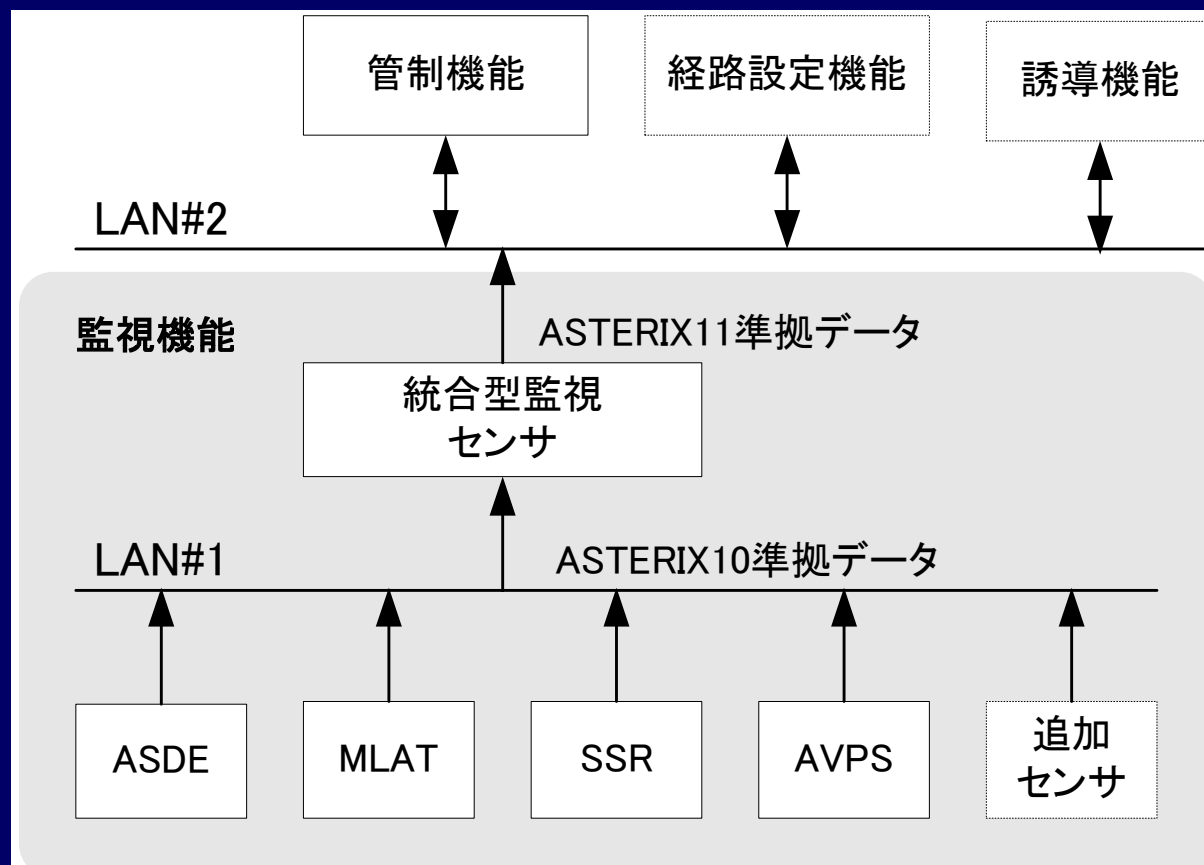 管制機能
経路設定機能
誘導機能
LAN#2
監視機能
ASTERIX11準拠データ
統合型監視
センサ
LAN#1
ASTERIX10準拠データ
ASDE
MLAT
SSR
AVPS
追加
センサ